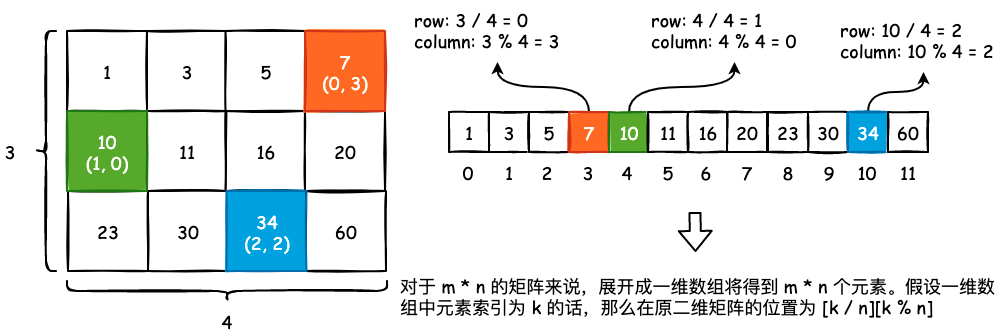 row: 3 / 4 = 0
column: 3 % 4 = 3
row: 4 / 4 = 1
column: 4 % 4 = 0
row: 10 / 4 = 2
column: 10 % 4 = 2
1 3 5 7
(0, 3)
10
(1, 0)
11 16 20
23 30 34
(2, 2)
60
3
4
1 3 5 7 10 11 16 20 23 30 34 60
0 1 2 3 4 5 6 7 8 9 10 11
对于 m * n 的矩阵来说，展开成一维数组将得到 m * n 个元素。假设一维数
组中元素索引为 k 的话，那么在原二维矩阵的位置为 [k / n][k % n]